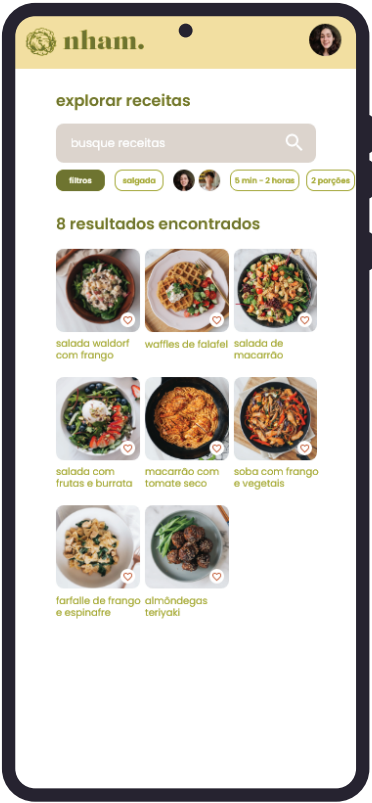 nham.
explorar receitas
busque receitas
filtros
salgada
5 min - 2 horas
2 porções
8 resultados encontrados
salada waldorf
com frango
waffles de falafel
salada de
macarrão
salada com
frutas e burrata
macarrão com
tomate seco
soba com frango
e vegetais
farfalle de frango
e espinafre
almôndegas
teriyaki